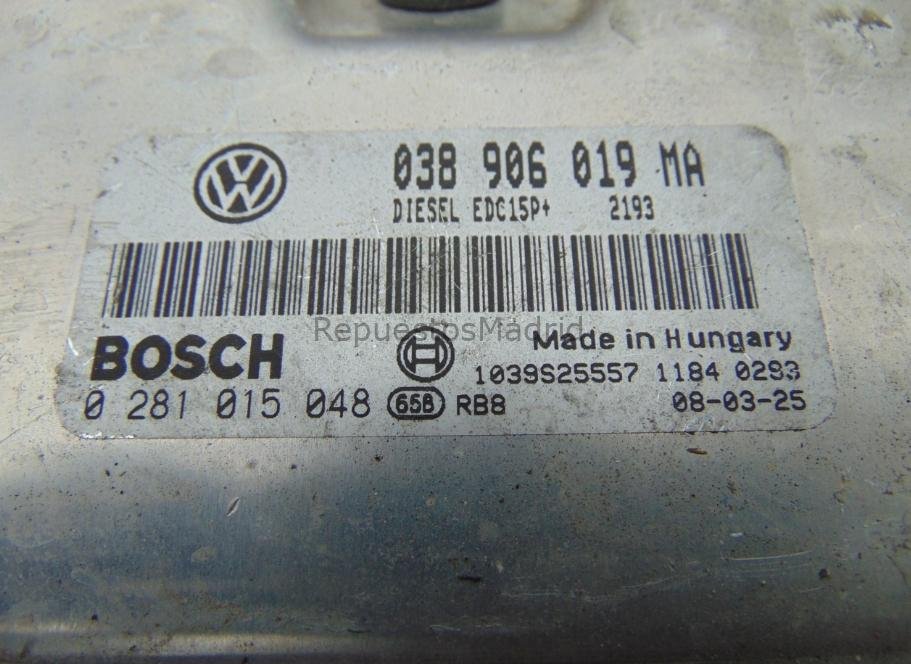 038 906 019 MA
DIESEL EDC15P+ 2193
RepuestosMadrid
BOSCH Made in Hungary
1039S25557 1184 0293
0 281 015 048 658 RB8 08-03-25